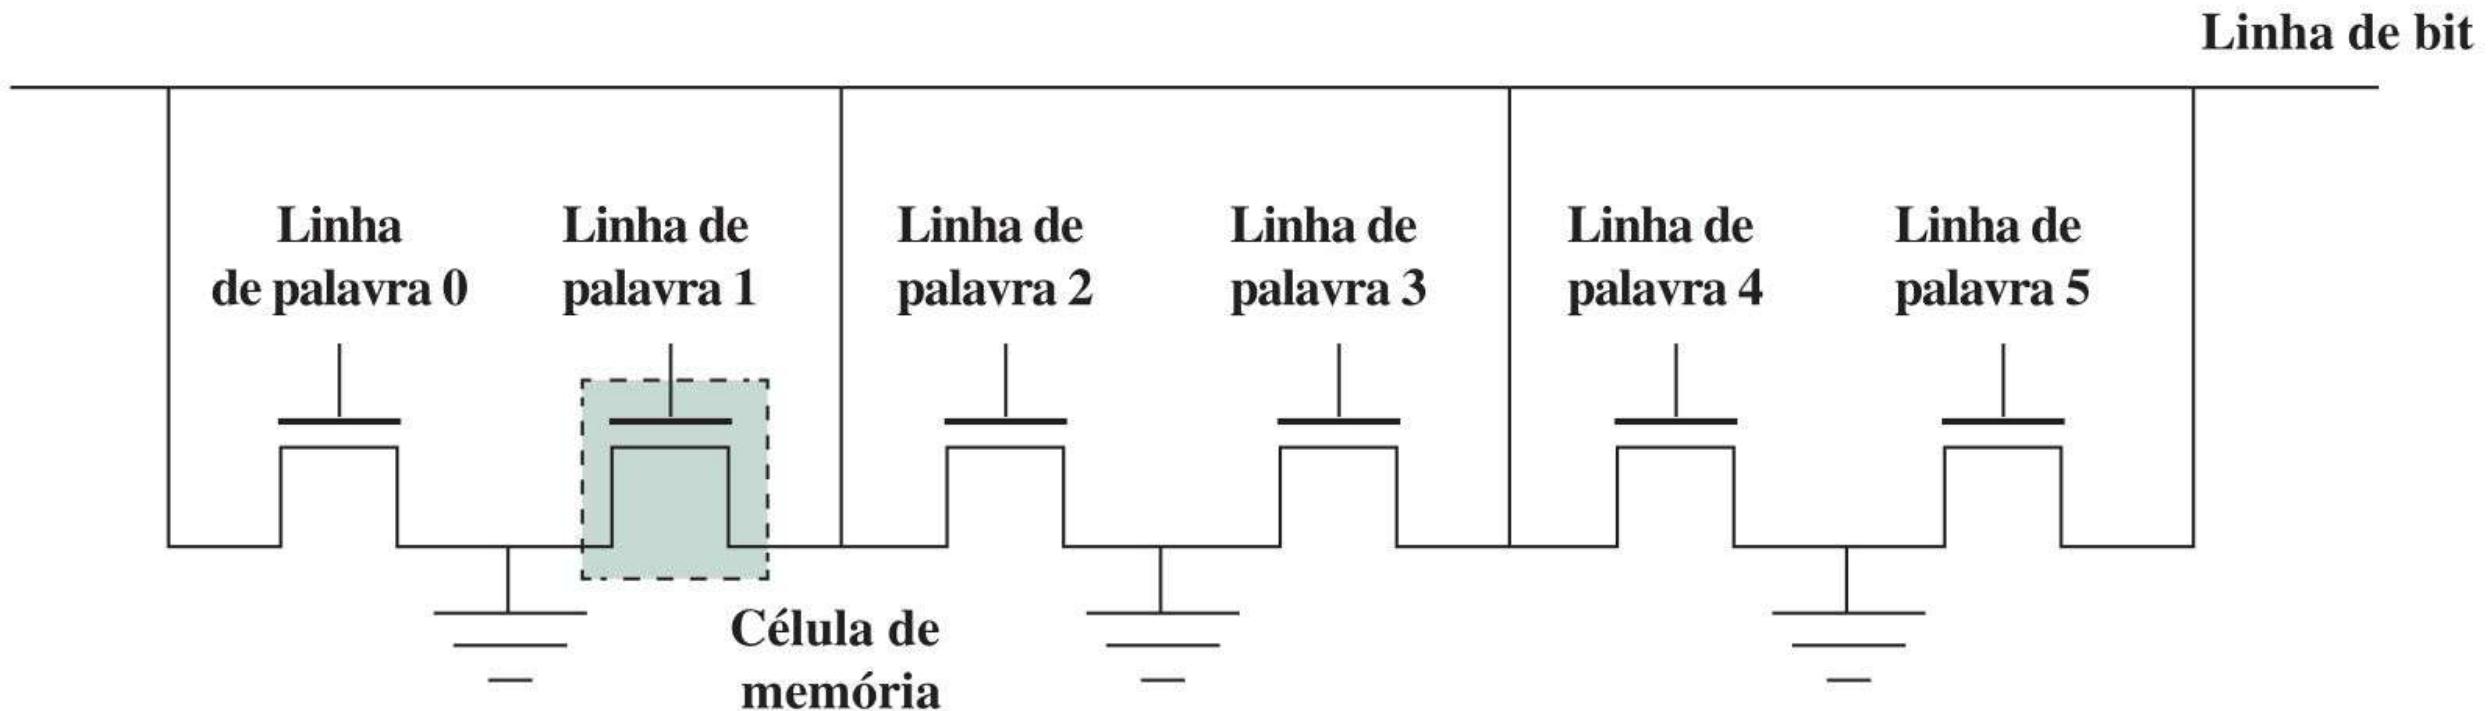 Linha de bit
Linha
de palavra 0
Linha de
palavra 1
Linha de
palavra 2
Linha de
palavra 3
Linha de
palavra 4
Linha de
palavra 5
Célula de
memória